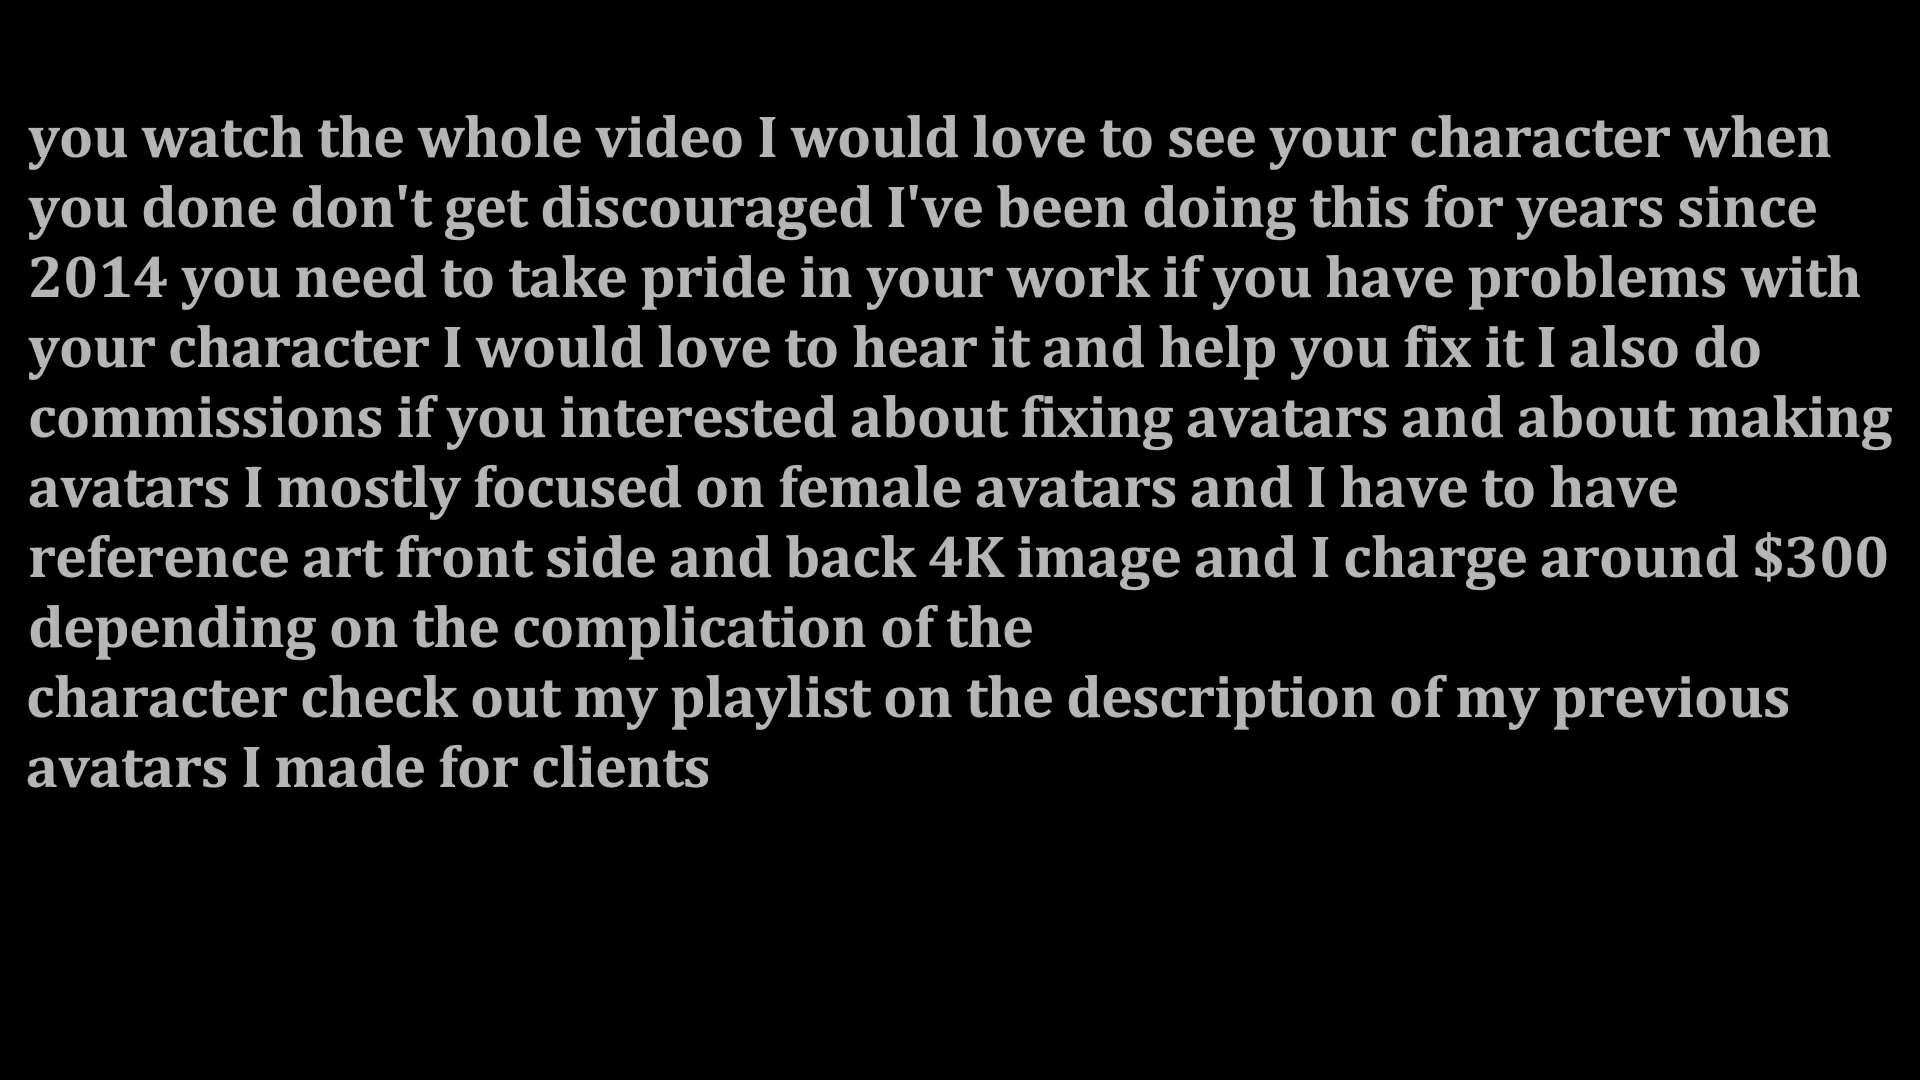 you watch the whole video I would love to see your character when
you done don't get discouraged I've been doing this for years since
2014 you need to take pride in your work if you have problems with
your character I would love to hear it and help you fix it I also do
commissions if you interested about fixing avatars and about making
avatars I mostly focused on female avatars and I have to have
reference art front side and back 4K image and I charge around $300
depending on the complication of the
character check out my playlist on the description of my previous
avatars I made for clients